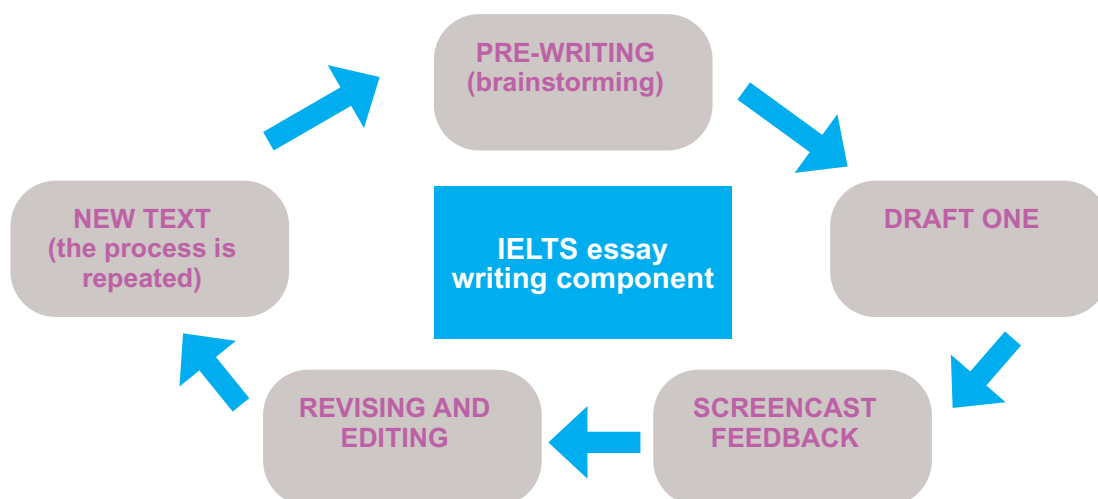 PRE-WRITING
(brainstorming)
DRAFT ONE
SCREENCAST
FEEDBACK
REVISING AND
EDITING
NEW TEXT
(the process is
repeated)
IELTS essay
writing component